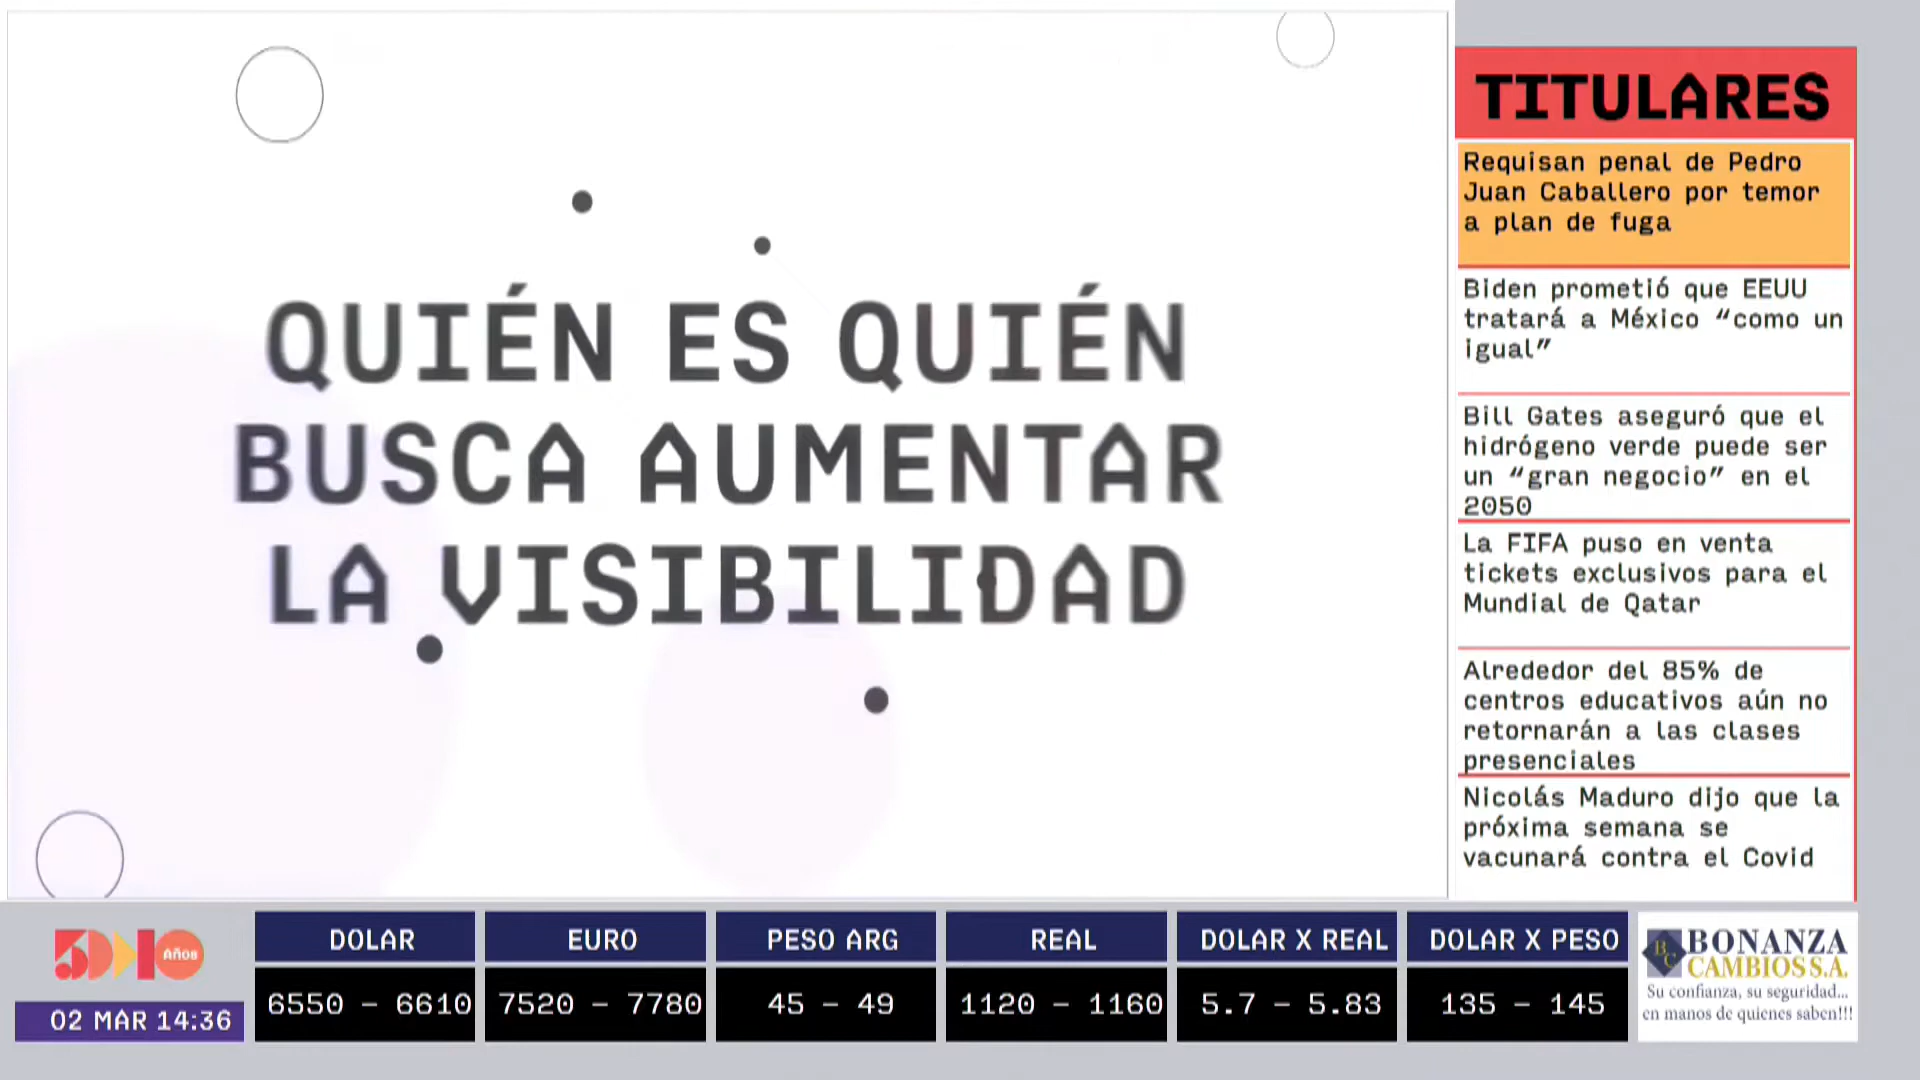 QUIÉN ES QUIÉN
BUSCA AUMENTAR
LA VISIBILIDAD
TITULARES
Requisan penal de Pedro
Juan Caballero por temor
a plan de fuga
Biden prometió que EEUU
tratará a México “como un
igual”
Bill Gates aseguró que el
hidrógeno verde puede ser
un “gran negocio” en el
2050
La FIFA puso en venta
tickets exclusivos para el
Mundial de Qatar
Alrededor del 85% de
centros educativos aún no
retornarán a las clases
presenciales
Nicolás Maduro dijo que la
próxima semana se
vacunará contra el Covid
Años
02 MAR 14:36
DOLAR
6550 - 6610
EURO
7520 - 7780
PESO ARG
45 - 49
REAL
1120 - 1160
DOLAR X REAL
5.7 - 5.83
DOLAR X PESO
135 - 145
BC
BONANZA
CAMBIOS S.A.
Su confianza, su seguridad...
en manos de quienes saben!!!